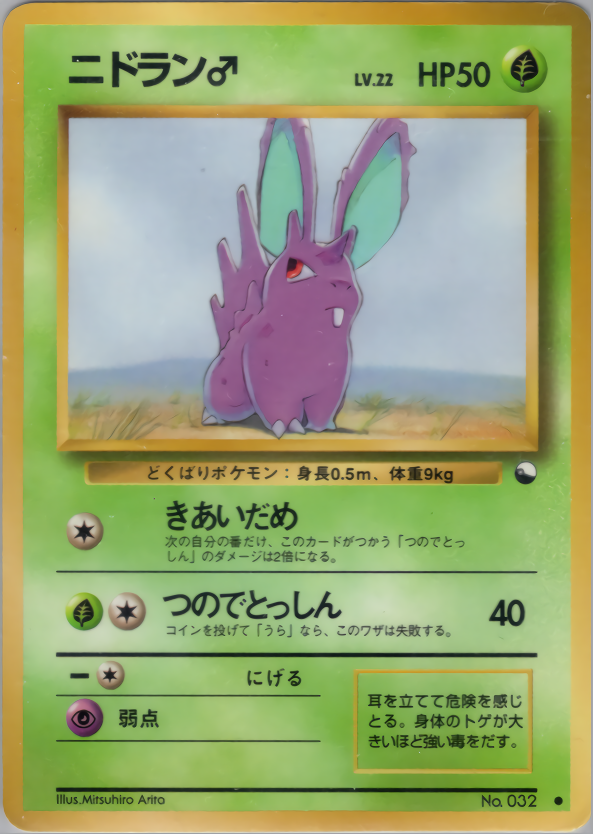 ニドラン♂ LV.22 HP50
どくばりポケモン：身長0.5m、体重9kg
きあいだめ
次の自分の番だけ、このカードがつかう「つのでとっ
しん」のダメージは2倍になる。
つのでとっしん 40
コインを投げて「うら」なら、このワザは失敗する。
ー にげる
弱点
耳を立てて危険を感じ
とる。身体のトゲが大
きいほど強い毒をだす。
Illus.Mitsuhiro Arita No. 032 ●